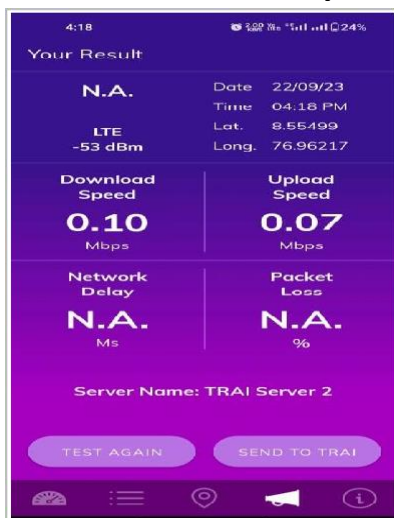 4:18
24%
Your Result
N.A.
Date 22/09/23
Time 04:18 PM
LTE
Lat. 8.55499
-53 dBm
Long. 76.96217
Download Speed
Upload Speed
0.10
0.07
Mbps
Mbps
Network Delay
Packet Loss
N.A.
N.A.
Ms
%
Server Name: TRAI Server 2
TEST AGAIN
SEND TO TRAI